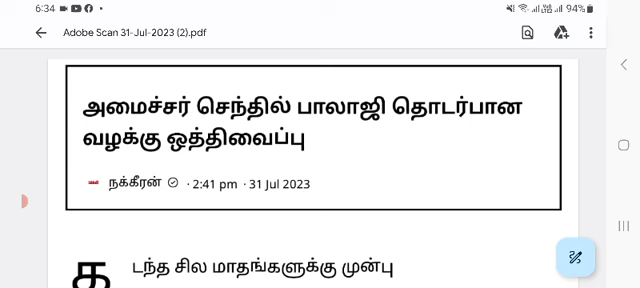 6:34
94%
Adobe Scan 31-Jul-2023 (2).pdf
அமைச்சர் செந்தில் பாலாஜி தொடர்பான
வழக்கு ஒத்திவைப்பு
நக்கீரன் · 2:41 pm · 31 Jul 2023
க
டந்த சில மாதங்களுக்கு முன்பு